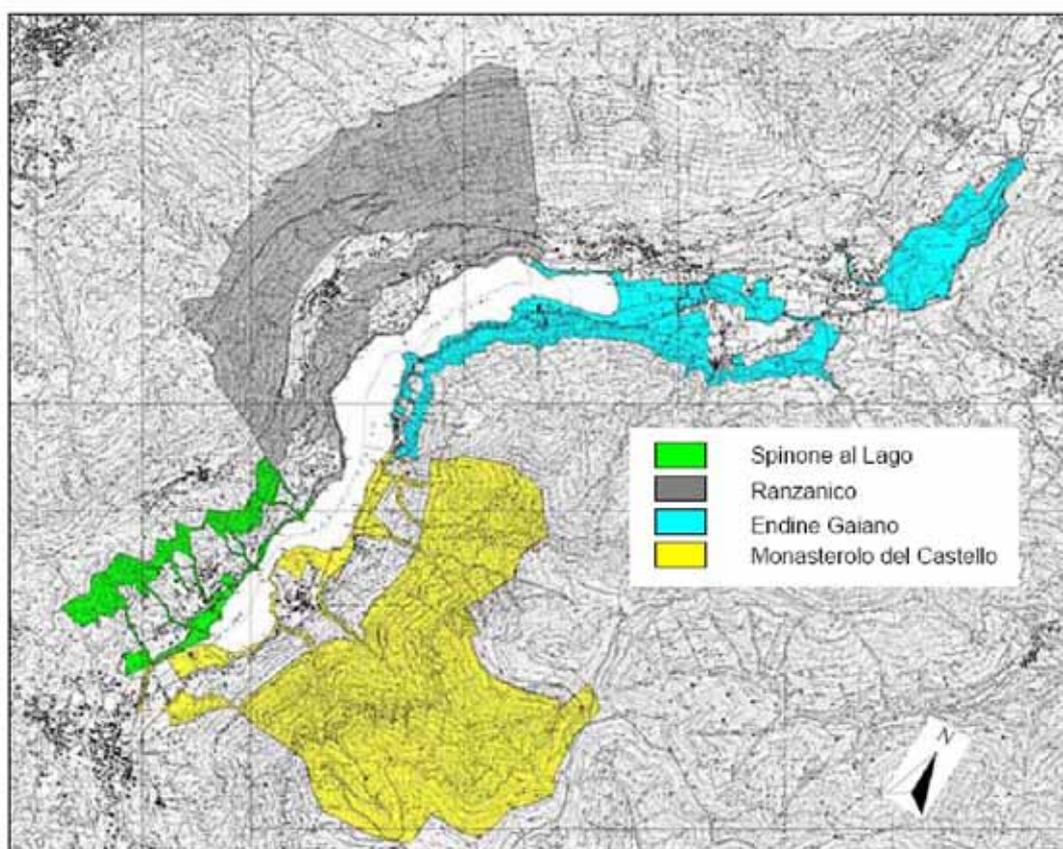 Spinone al Lago
Ranzanico
Endine Gaiano
Monasterolo del Castello
N